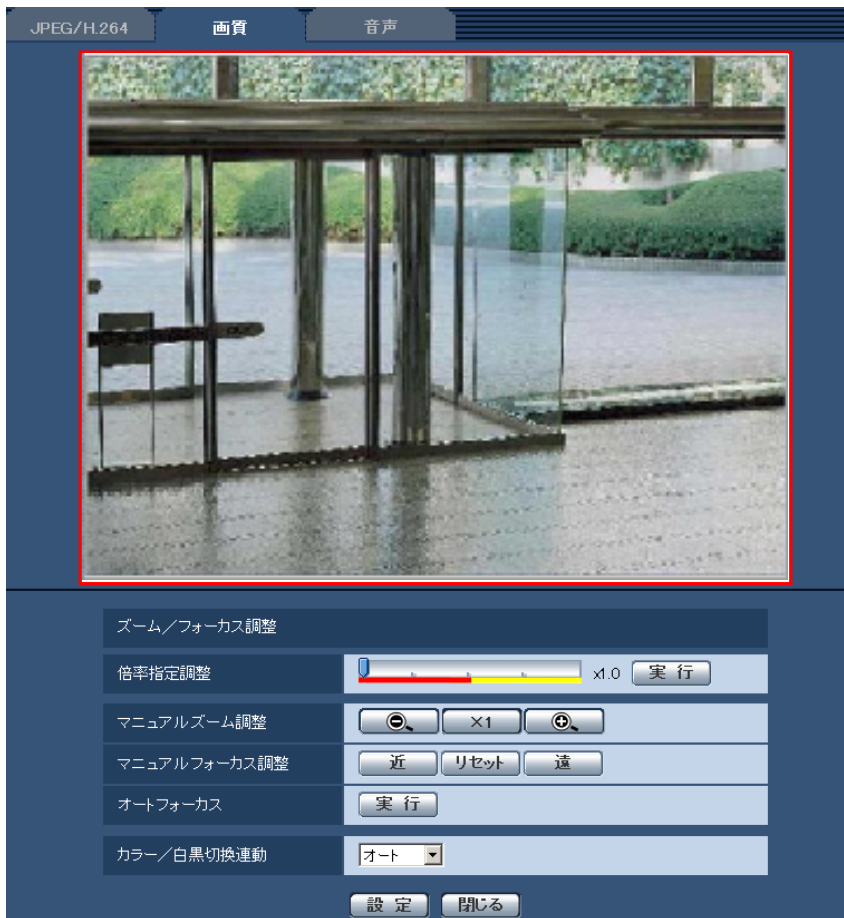 JPEG/H.264 画質 音声
ズーム/フォーカス調整
倍率指定調整 x1.0 実 行
マニュアルズーム調整 ×1
マニュアルフォーカス調整 近 リセット 遠
オートフォーカス 実 行
カラー/白黒切換連動 オート
設 定 閉じる